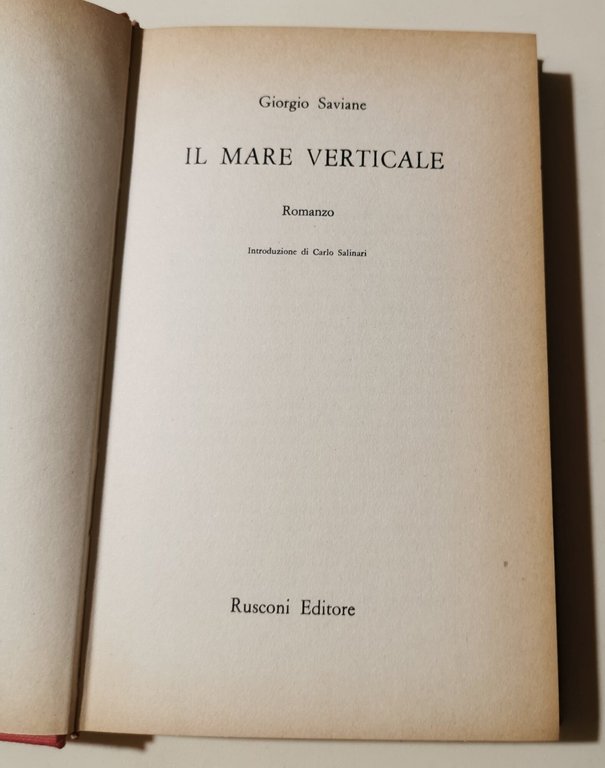 Giorgio Saviane
IL MARE VERTICALE
Romanzo
Introduzione di Carlo Salinari
Rusconi Editore